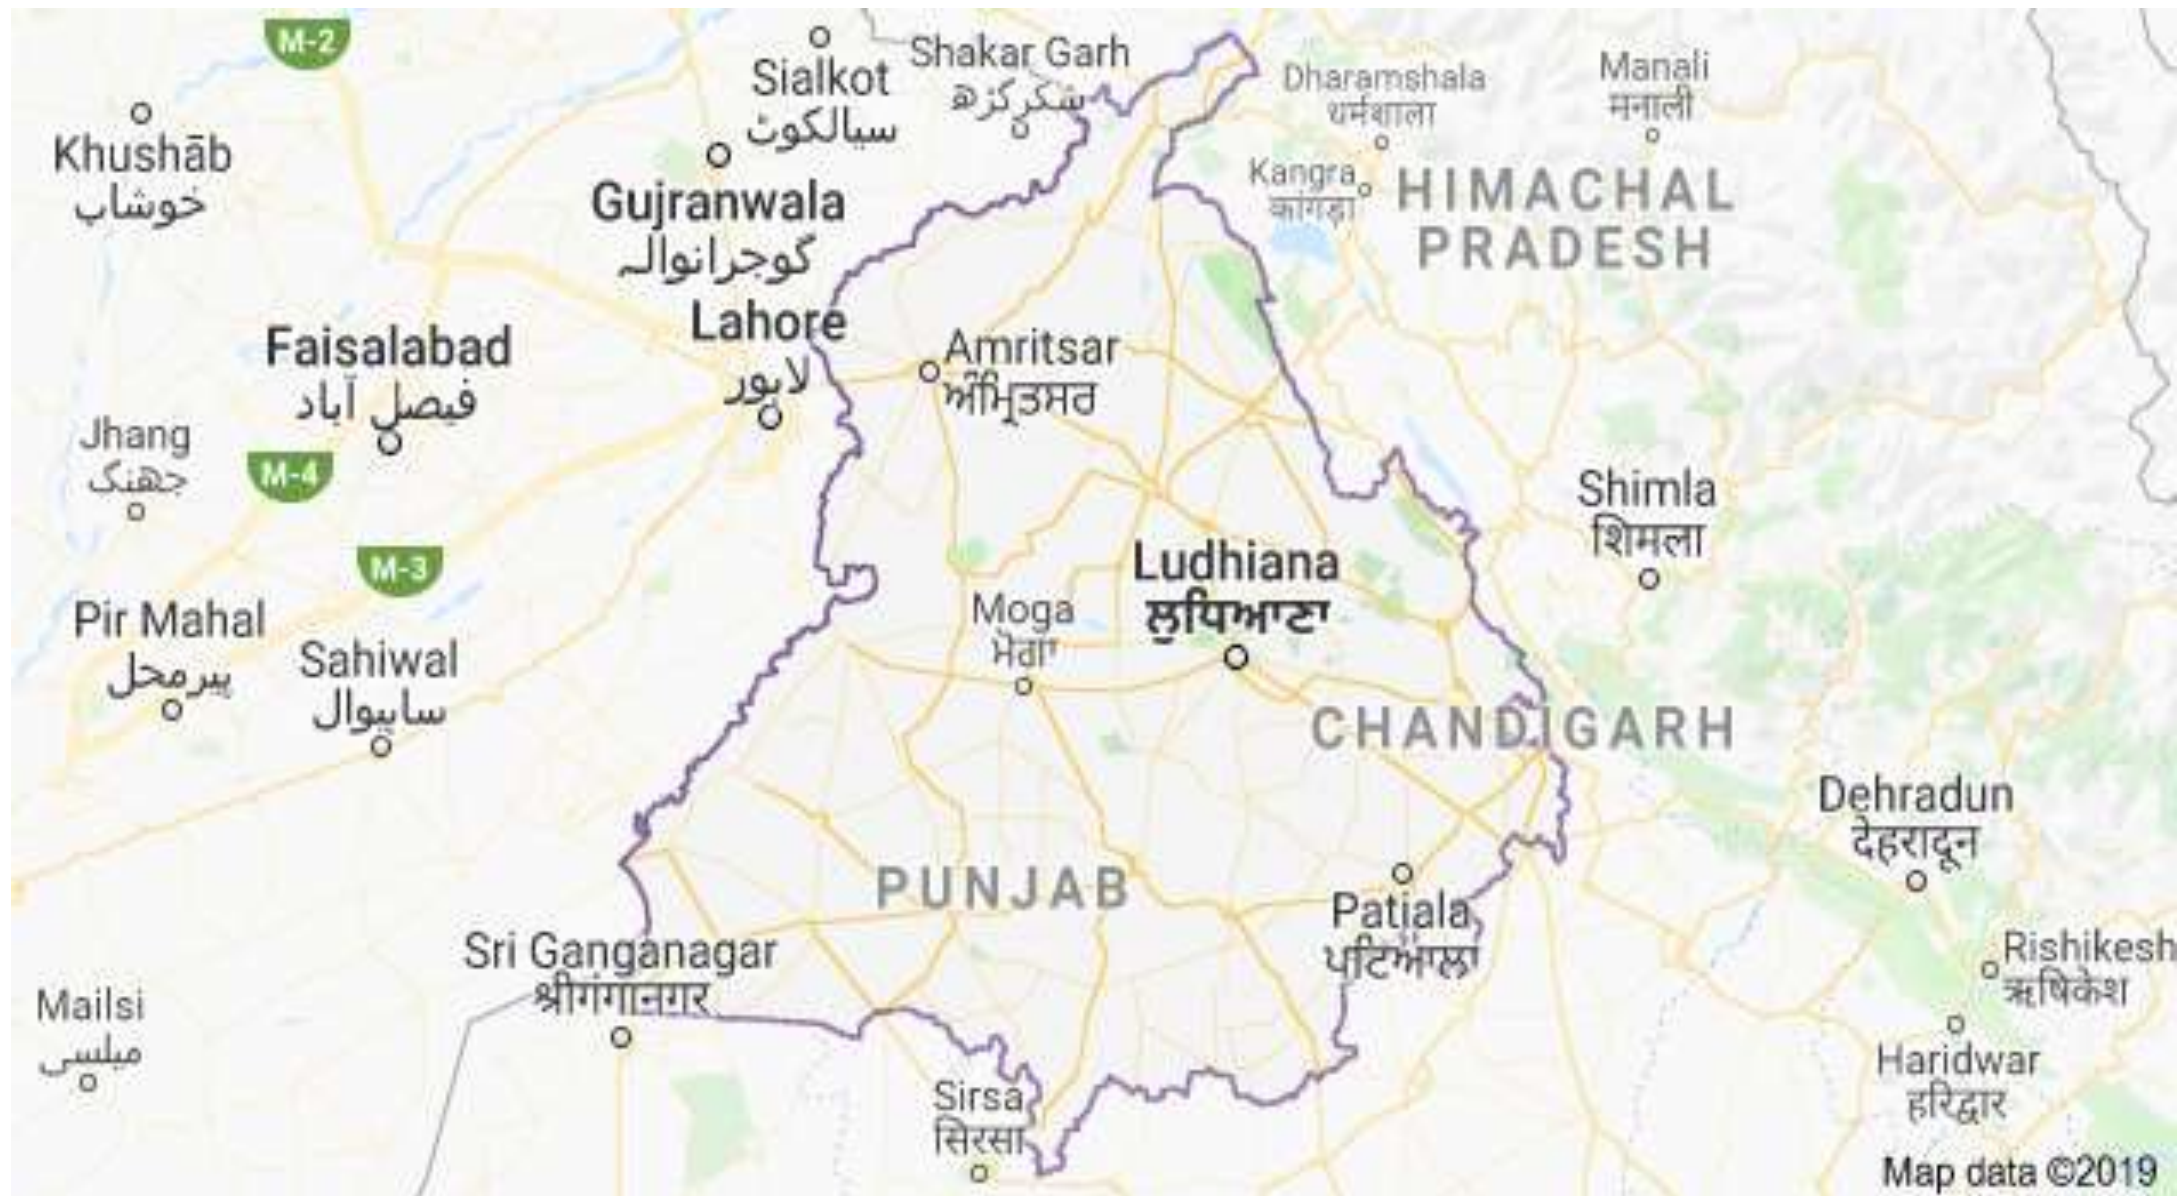 M-2
Sialkot
سیالکوٹ
Shakar Garh
شکرگڑھ
Dharamshala
धर्मशाला
Manali
मनाली
Khushāb
خوشاب
Gujranwala
گوجرانوالہ
Kangra
कांगड़ा
HIMACHAL
PRADESH
Lahore
لاہور
Faisalabad
فیصل آباد
Amritsar
ਅੰਮ੍ਰਿਤਸਰ
Jhang
جھنگ
M-4
Shimla
शिमला
M-3
Ludhiana
ਲੁਧਿਆਣਾ
Moga
ਮੋਗਾ
Pir Mahal
پیرمحل
Sahiwal
ساہیوال
CHANDIGARH
Dehradun
देहरादून
PUNJAB
Patiala
ਪਟਿਆਲਾ
Sri Ganganagar
श्रीगंगानगर
Rishikesh
ऋषिकेश
Mailsi
میلسی
Haridwar
हरिद्वार
Sirsa
सिरसा
Map data ©2019